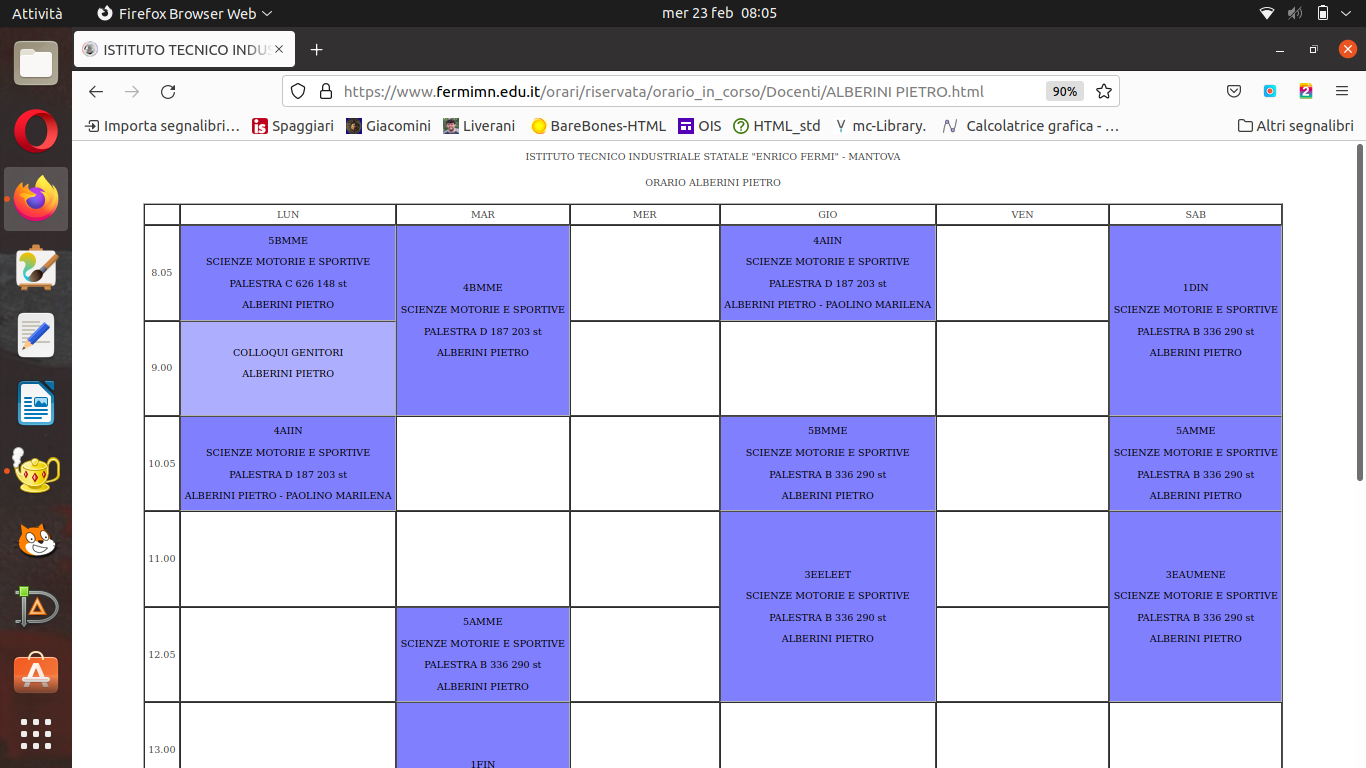 Attività
Firefox Browser Web
mer 23 feb 08:05
ISTITUTO TECNICO INDUS
https://www.fermimn.edu.it/orari/riservata/orario_in_corso/Docenti/ALBERINI PIETRO.html
90%
Importa segnalibri…
Spaggiari
Giacomini
Liverani
BareBones-HTML
OIS
HTML_std
mc-Library.
Calcolatrice grafica - …
Altri segnalibri
ISTITUTO TECNICO INDUSTRIALE STATALE "ENRICO FERMI" - MANTOVA
ORARIO ALBERINI PIETRO
LUN
MAR
MER
GIO
VEN
SAB
8.05
5BMME
SCIENZE MOTORIE E SPORTIVE
PALESTRA C 626 148 st
ALBERINI PIETRO
4BMME
SCIENZE MOTORIE E SPORTIVE
PALESTRA D 187 203 st
ALBERINI PIETRO
4AIIN
SCIENZE MOTORIE E SPORTIVE
PALESTRA D 187 203 st
ALBERINI PIETRO - PAOLINO MARILENA
1DIN
SCIENZE MOTORIE E SPORTIVE
PALESTRA B 336 290 st
ALBERINI PIETRO
9.00
COLLOQUI GENITORI
ALBERINI PIETRO
10.05
4AIIN
SCIENZE MOTORIE E SPORTIVE
PALESTRA D 187 203 st
ALBERINI PIETRO - PAOLINO MARILENA
5BMME
SCIENZE MOTORIE E SPORTIVE
PALESTRA B 336 290 st
ALBERINI PIETRO
5AMME
SCIENZE MOTORIE E SPORTIVE
PALESTRA B 336 290 st
ALBERINI PIETRO
11.00
3EELEET
SCIENZE MOTORIE E SPORTIVE
PALESTRA B 336 290 st
ALBERINI PIETRO
3EAUMENE
SCIENZE MOTORIE E SPORTIVE
PALESTRA B 336 290 st
ALBERINI PIETRO
12.05
5AMME
SCIENZE MOTORIE E SPORTIVE
PALESTRA B 336 290 st
ALBERINI PIETRO
13.00
1FIN